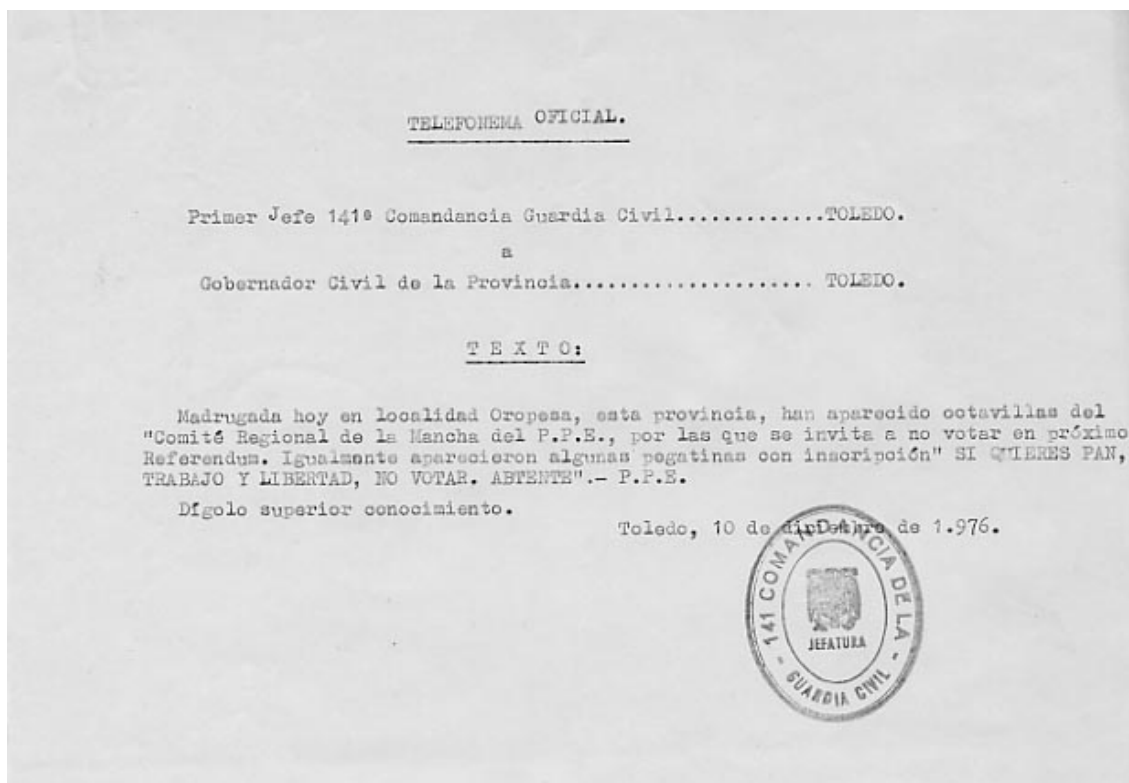 TELEFONEMA OFICIAL.
Primer Jefe 141ª Comandancia Guardia Civil.............TOLEDO.
a
Gobernador Civil de la Provincia...................... TOLEDO.
T E X T O:
Madrugada hoy en localidad Oropesa, esta provincia, han aparecido octavillas del
"Comité Regional de la Mancha del P.P.E., por las que se invita a no votar en próximo
Referendum. Igualmente aparecieron algunas pegatinas con inscripción" SI QUIERES PAN,
TRABAJO Y LIBERTAD, NO VOTAR. ABTENTE".- P.P.E.
Dígolo superior conocimiento.
Toledo, 10 de diciembre de 1.976.
141 COMANDANCIA DE LA - GUARDIA CIVIL -
JEFATURA